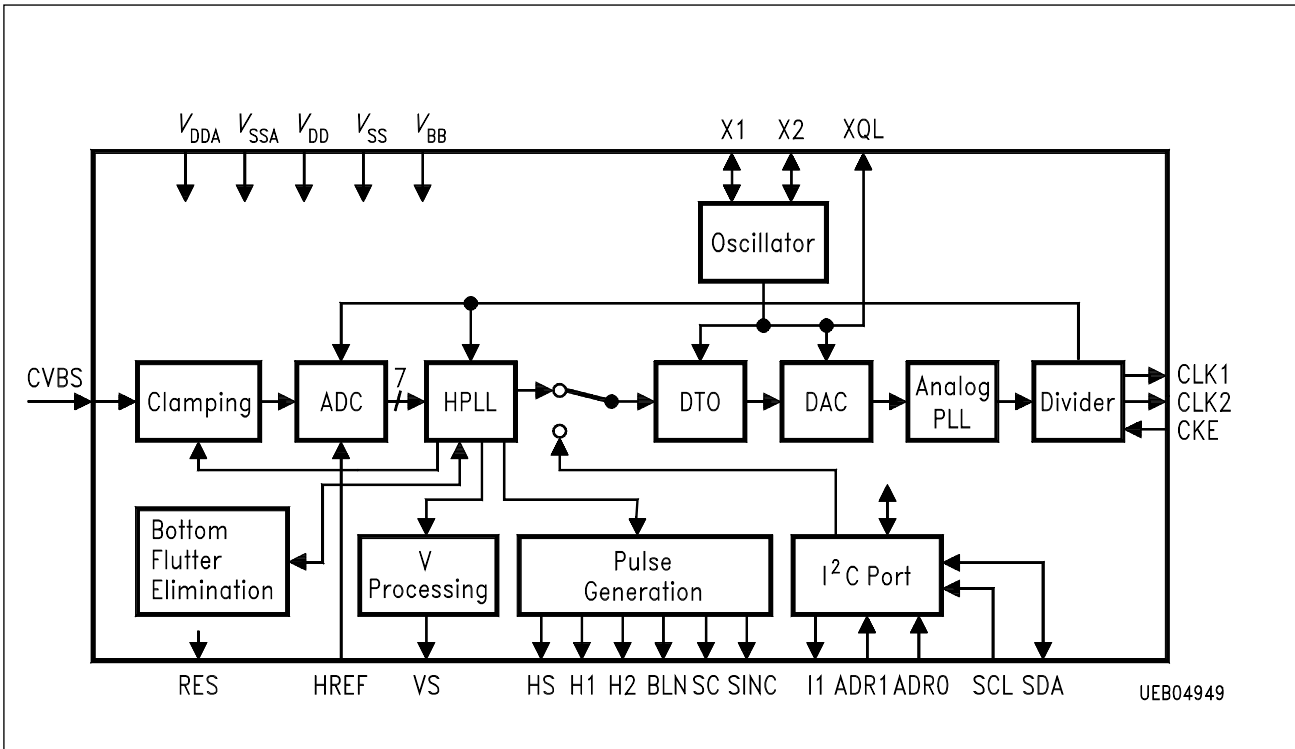 VDDA VSSA VDD VSS VBB X1 X2 XQL
Oscillator
CVBS
Clamping
ADC
7
HPLL
DTO
DAC
Analog
PLL
Divider
CLK1
CLK2
CKE
Bottom
Flutter
Elimination
V
Processing
Pulse
Generation
I²C Port
RES HREF VS HS H1 H2 BLN SC SINC I1 ADR1 ADR0 SCL SDA
UEB04949